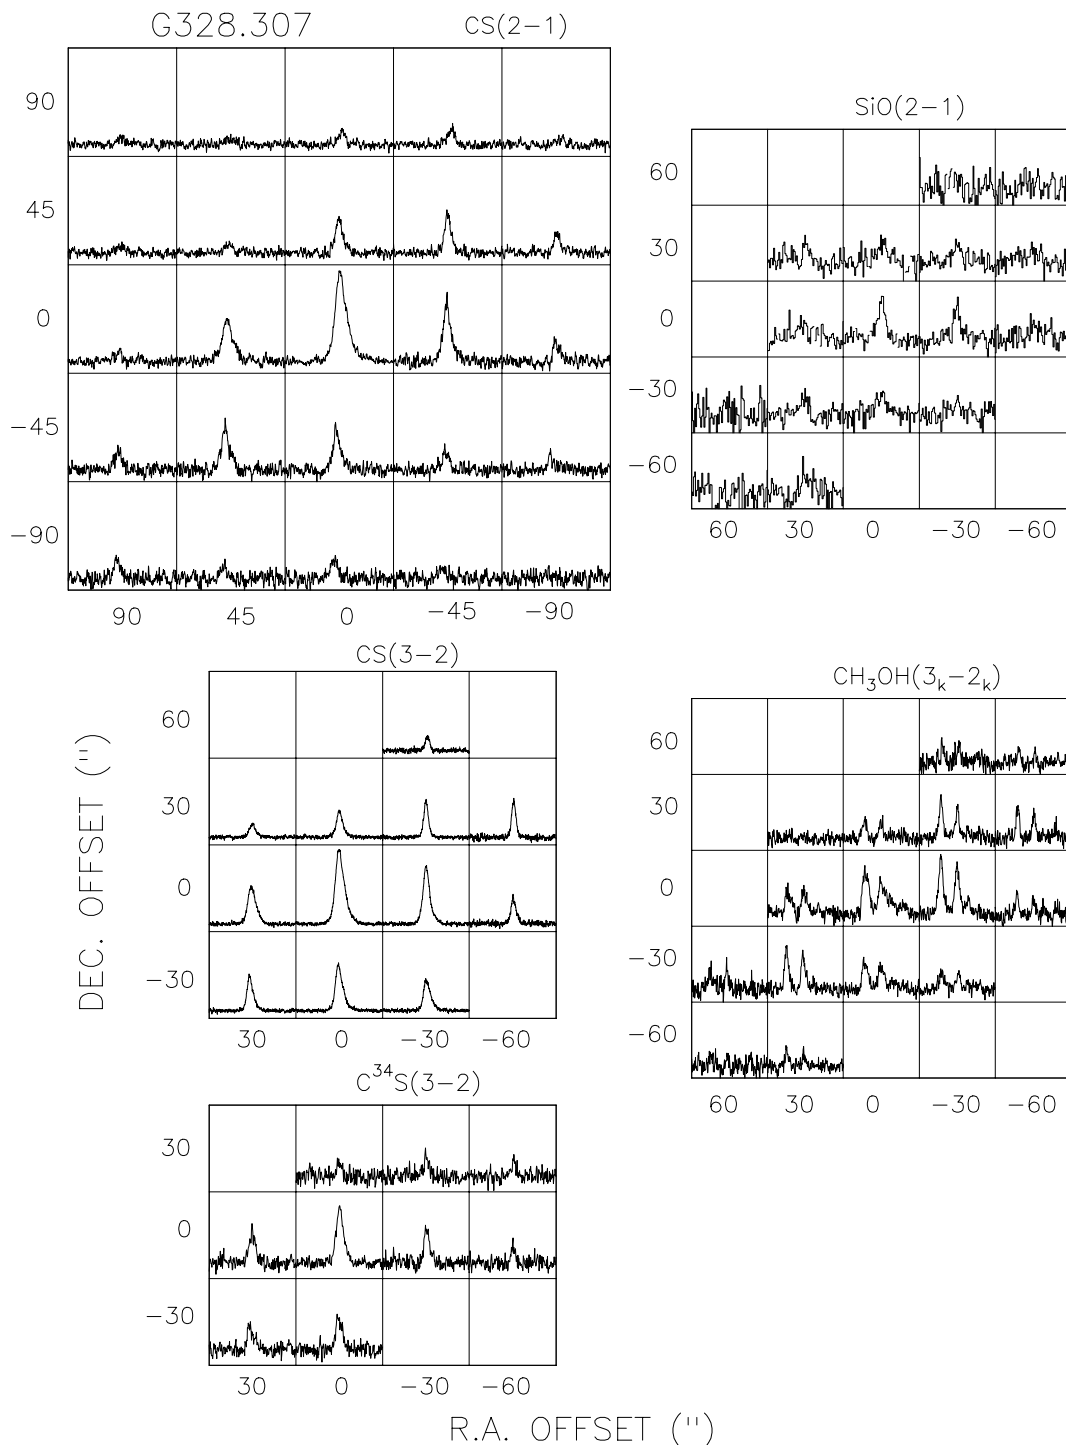 G328.307 CS(2−1)
90
45
0
−45
−90
90 45 0 −45 −90
SiO(2−1)
60
30
0
−30
−60
60 30 0 −30 −60
CS(3−2)
60
30
0
−30
30 0 −30 −60
CH₃OH(3ₖ−2ₖ)
60
30
0
−30
−60
60 30 0 −30 −60
C³⁴S(3−2)
30
0
−30
30 0 −30 −60
DEC. OFFSET (")
R.A. OFFSET (")